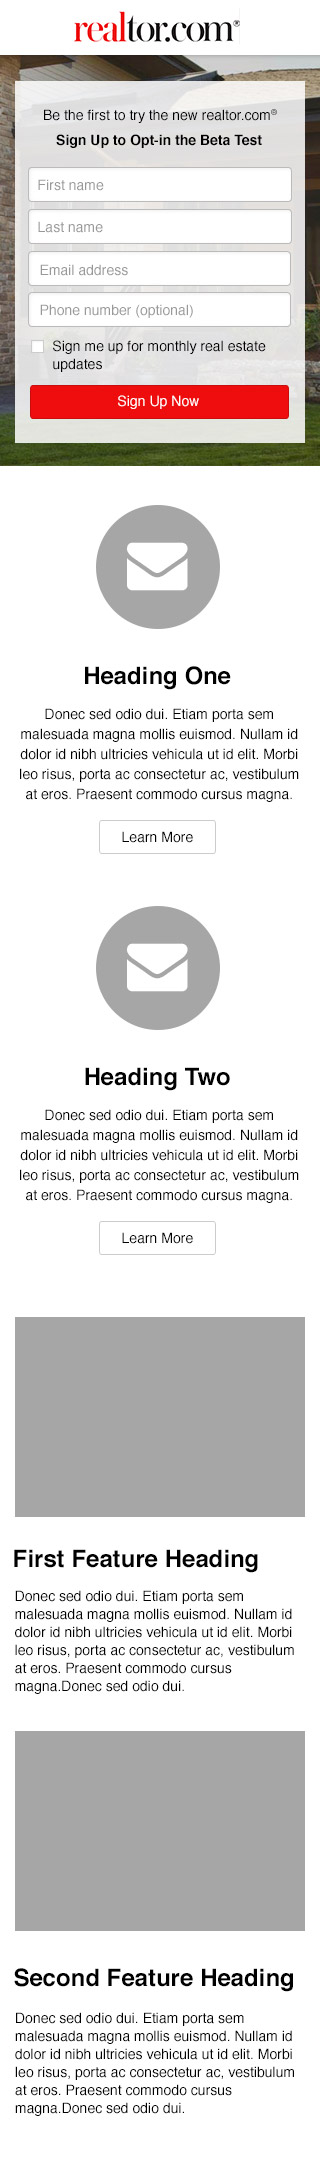 realtor.com®
Be the first to try the new realtor.com®
Sign Up to Opt-in the Beta Test
First name
Last name
Email address
Phone number (optional)
Sign me up for monthly real estate
updates
Sign Up Now
Heading One
Donec sed odio dui. Etiam porta sem
malesuada magna mollis euismod. Nullam id
dolor id nibh ultricies vehicula ut id elit. Morbi
leo risus, porta ac consectetur ac, vestibulum
at eros. Praesent commodo cursus magna.
Learn More
Heading Two
Donec sed odio dui. Etiam porta sem
malesuada magna mollis euismod. Nullam id
dolor id nibh ultricies vehicula ut id elit. Morbi
leo risus, porta ac consectetur ac, vestibulum
at eros. Praesent commodo cursus magna.
Learn More
First Feature Heading
Donec sed odio dui. Etiam porta sem
malesuada magna mollis euismod. Nullam id
dolor id nibh ultricies vehicula ut id elit. Morbi
leo risus, porta ac consectetur ac, vestibulum
at eros. Praesent commodo cursus
magna.Donec sed odio dui.
Second Feature Heading
Donec sed odio dui. Etiam porta sem
malesuada magna mollis euismod. Nullam id
dolor id nibh ultricies vehicula ut id elit. Morbi
leo risus, porta ac consectetur ac, vestibulum
at eros. Praesent commodo cursus
magna.Donec sed odio dui.